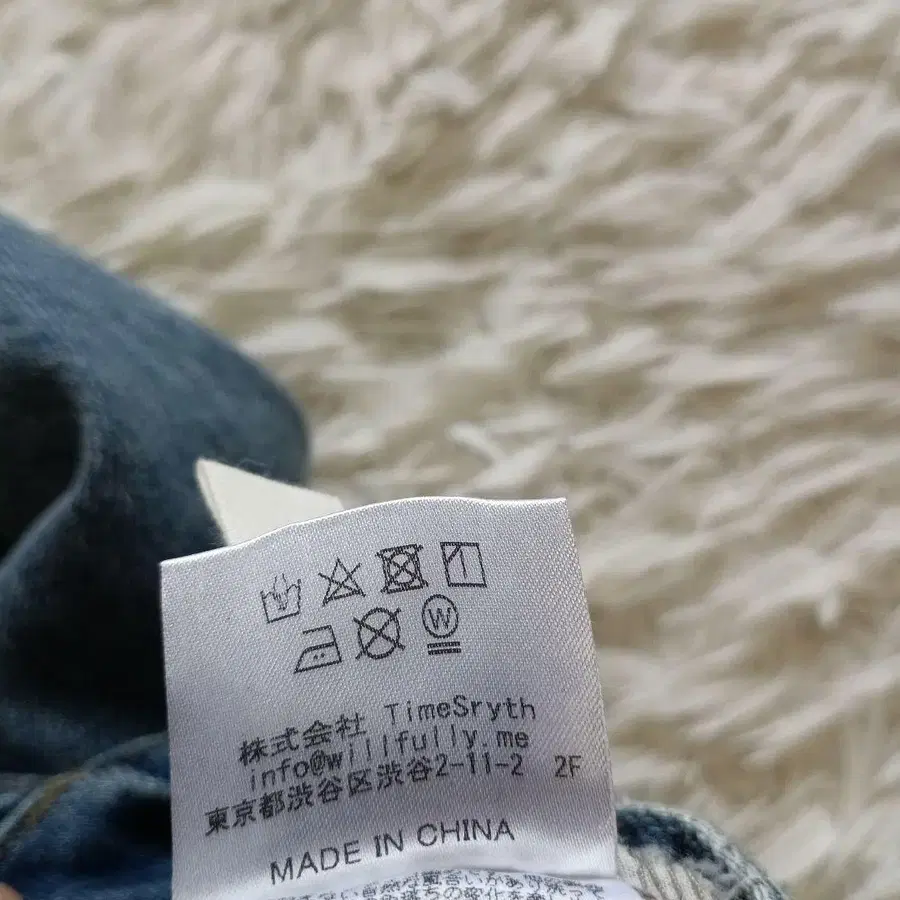 株式会社 TimeSryth
info@willfully.me
東京都渋谷区渋谷2-11-2 2F
MADE IN CHINA